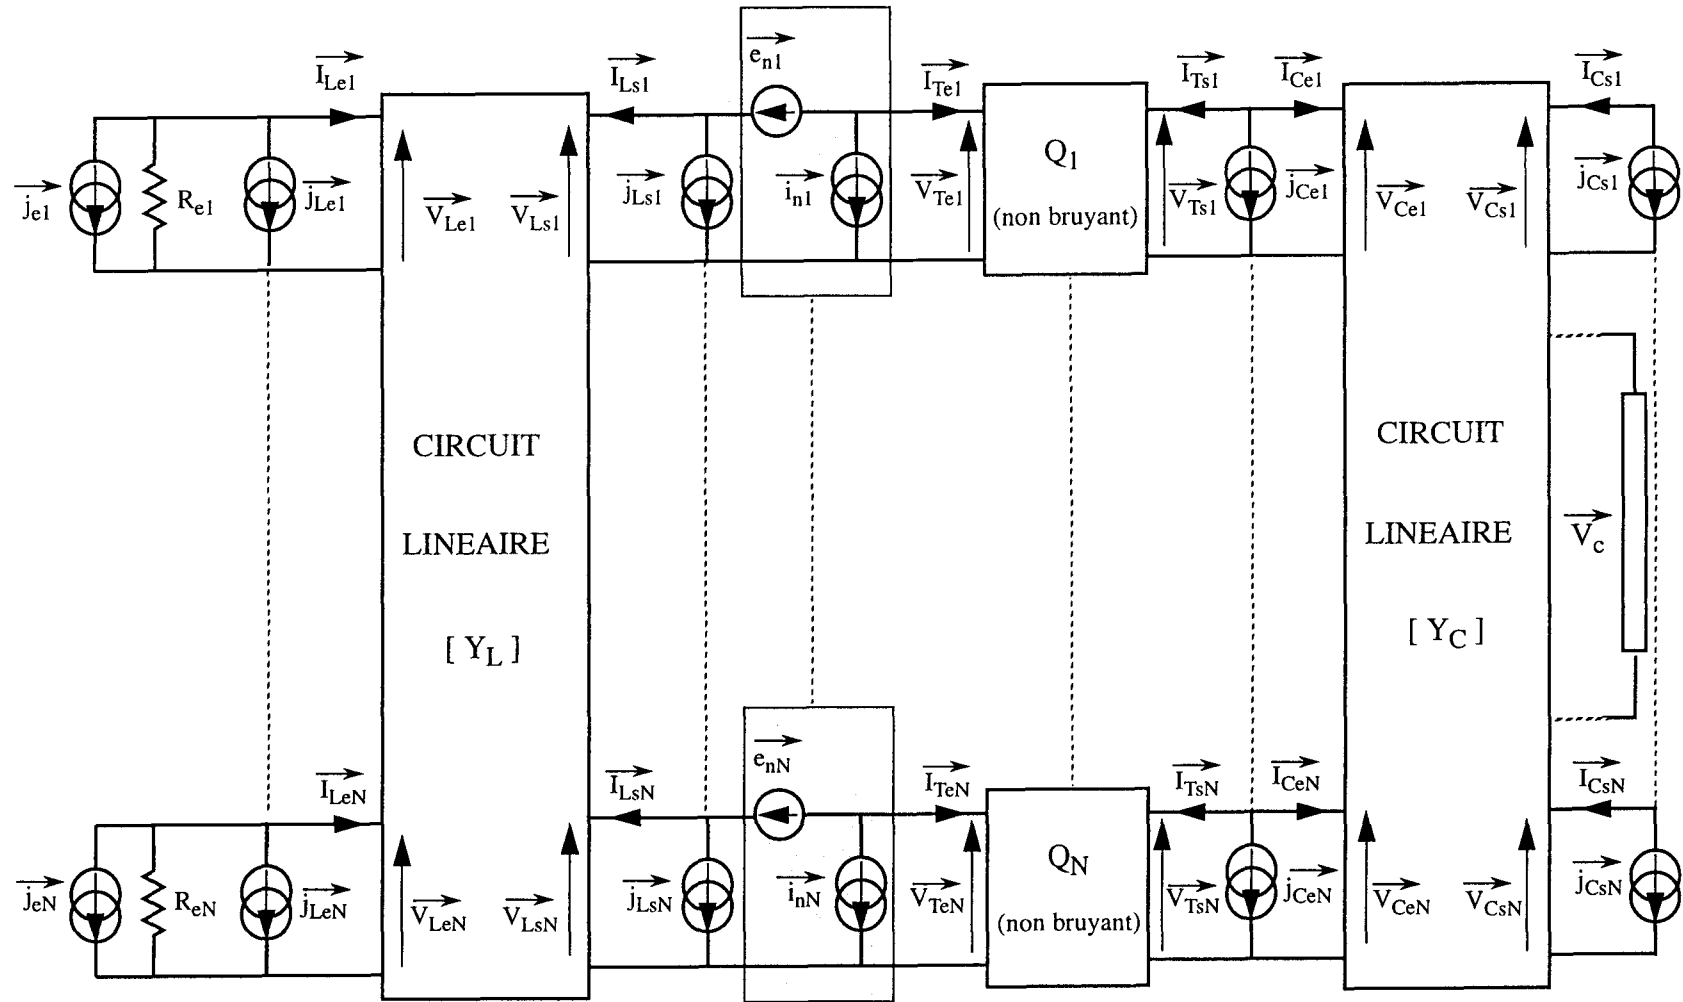 e_n1
I_Le1
I_Ls1
I_Te1
I_Ts1
I_Ce1
I_Cs1
j_e1
R_e1
j_Le1
V_Le1
V_Ls1
j_Ls1
i_n1
V_Te1
Q_1
(non bruyant)
V_Ts1
j_Ce1
V_Ce1
V_Cs1
j_Cs1
CIRCUIT
LINEAIRE
[ Y_L ]
CIRCUIT
LINEAIRE
[ Y_C ]
V_c
e_nN
I_LeN
I_LsN
I_TeN
I_TsN
I_CeN
I_CsN
j_eN
R_eN
j_LeN
V_LeN
V_LsN
j_LsN
i_nN
V_TeN
Q_N
(non bruyant)
V_TsN
j_CeN
V_CeN
V_CsN
j_CsN